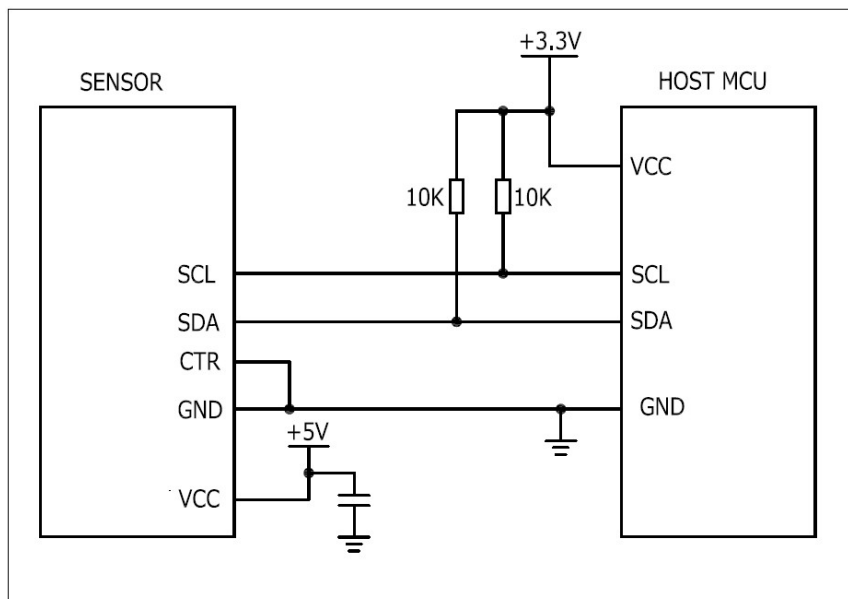 +3.3V
SENSOR
HOST MCU
VCC
10K
10K
SCL
SCL
SDA
SDA
CTR
GND
GND
+5V
VCC